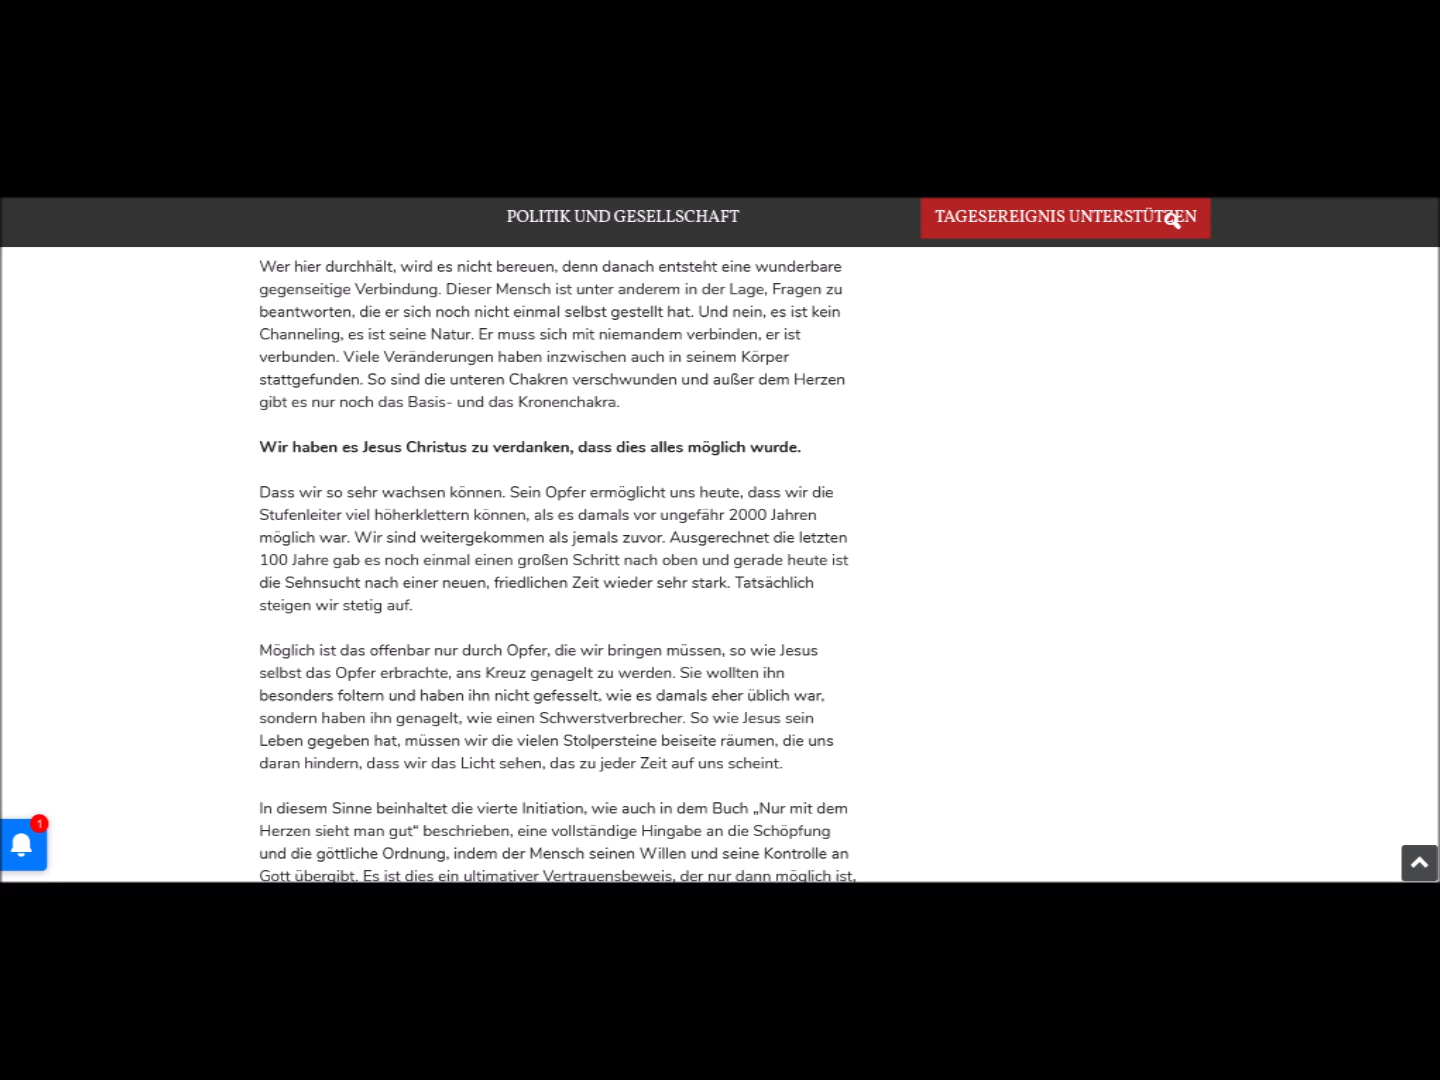 POLITIK UND GESELLSCHAFT
TAGESEREIGNIS UNTERSTÜTZEN
Wer hier durchhält, wird es nicht bereuen, denn danach entsteht eine wunderbare
gegenseitige Verbindung. Dieser Mensch ist unter anderem in der Lage, Fragen zu
beantworten, die er sich noch nicht einmal selbst gestellt hat. Und nein, es ist kein
Channeling, es ist seine Natur. Er muss sich mit niemandem verbinden, er ist
verbunden. Viele Veränderungen haben inzwischen auch in seinem Körper
stattgefunden. So sind die unteren Chakren verschwunden und außer dem Herzen
gibt es nur noch das Basis- und das Kronenchakra.
Wir haben es Jesus Christus zu verdanken, dass dies alles möglich wurde.
Dass wir so sehr wachsen können. Sein Opfer ermöglicht uns heute, dass wir die
Stufenleiter viel höherklettern können, als es damals vor ungefähr 2000 Jahren
möglich war. Wir sind weitergekommen als jemals zuvor. Ausgerechnet die letzten
100 Jahre gab es noch einmal einen großen Schritt nach oben und gerade heute ist
die Sehnsucht nach einer neuen, friedlichen Zeit wieder sehr stark. Tatsächlich
steigen wir stetig auf.
Möglich ist das offenbar nur durch Opfer, die wir bringen müssen, so wie Jesus
selbst das Opfer erbrachte, ans Kreuz genagelt zu werden. Sie wollten ihn
besonders foltern und haben ihn nicht gefesselt, wie es damals eher üblich war,
sondern haben ihn genagelt, wie einen Schwerstverbrecher. So wie Jesus sein
Leben gegeben hat, müssen wir die vielen Stolpersteine beiseite räumen, die uns
daran hindern, dass wir das Licht sehen, das zu jeder Zeit auf uns scheint.
In diesem Sinne beinhaltet die vierte Initiation, wie auch in dem Buch „Nur mit dem
Herzen sieht man gut“ beschrieben, eine vollständige Hingabe an die Schöpfung
und die göttliche Ordnung, indem der Mensch seinen Willen und seine Kontrolle an
Gott übergibt. Es ist dies ein ultimativer Vertrauensbeweis, der nur dann möglich ist,
1